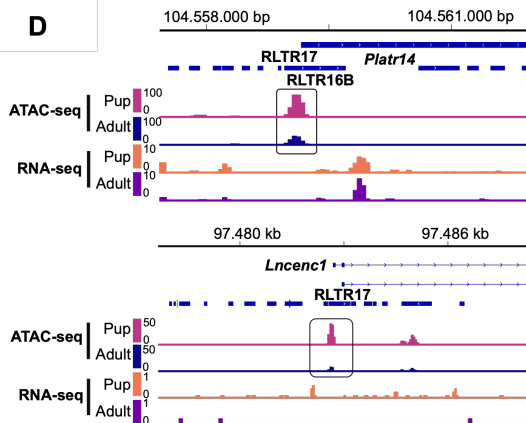 D
104.558.000 bp 104.561.000 bp
RLTR17 Platr14
RLTR16B
ATAC-seq Pup 100 0
Adult 100 0
RNA-seq Pup 10 0
Adult 10 0
97.480 kb 97.486 kb
Lncenc1
RLTR17
ATAC-seq Pup 50 0
Adult 50 0
RNA-seq Pup 1 0
Adult 1 0